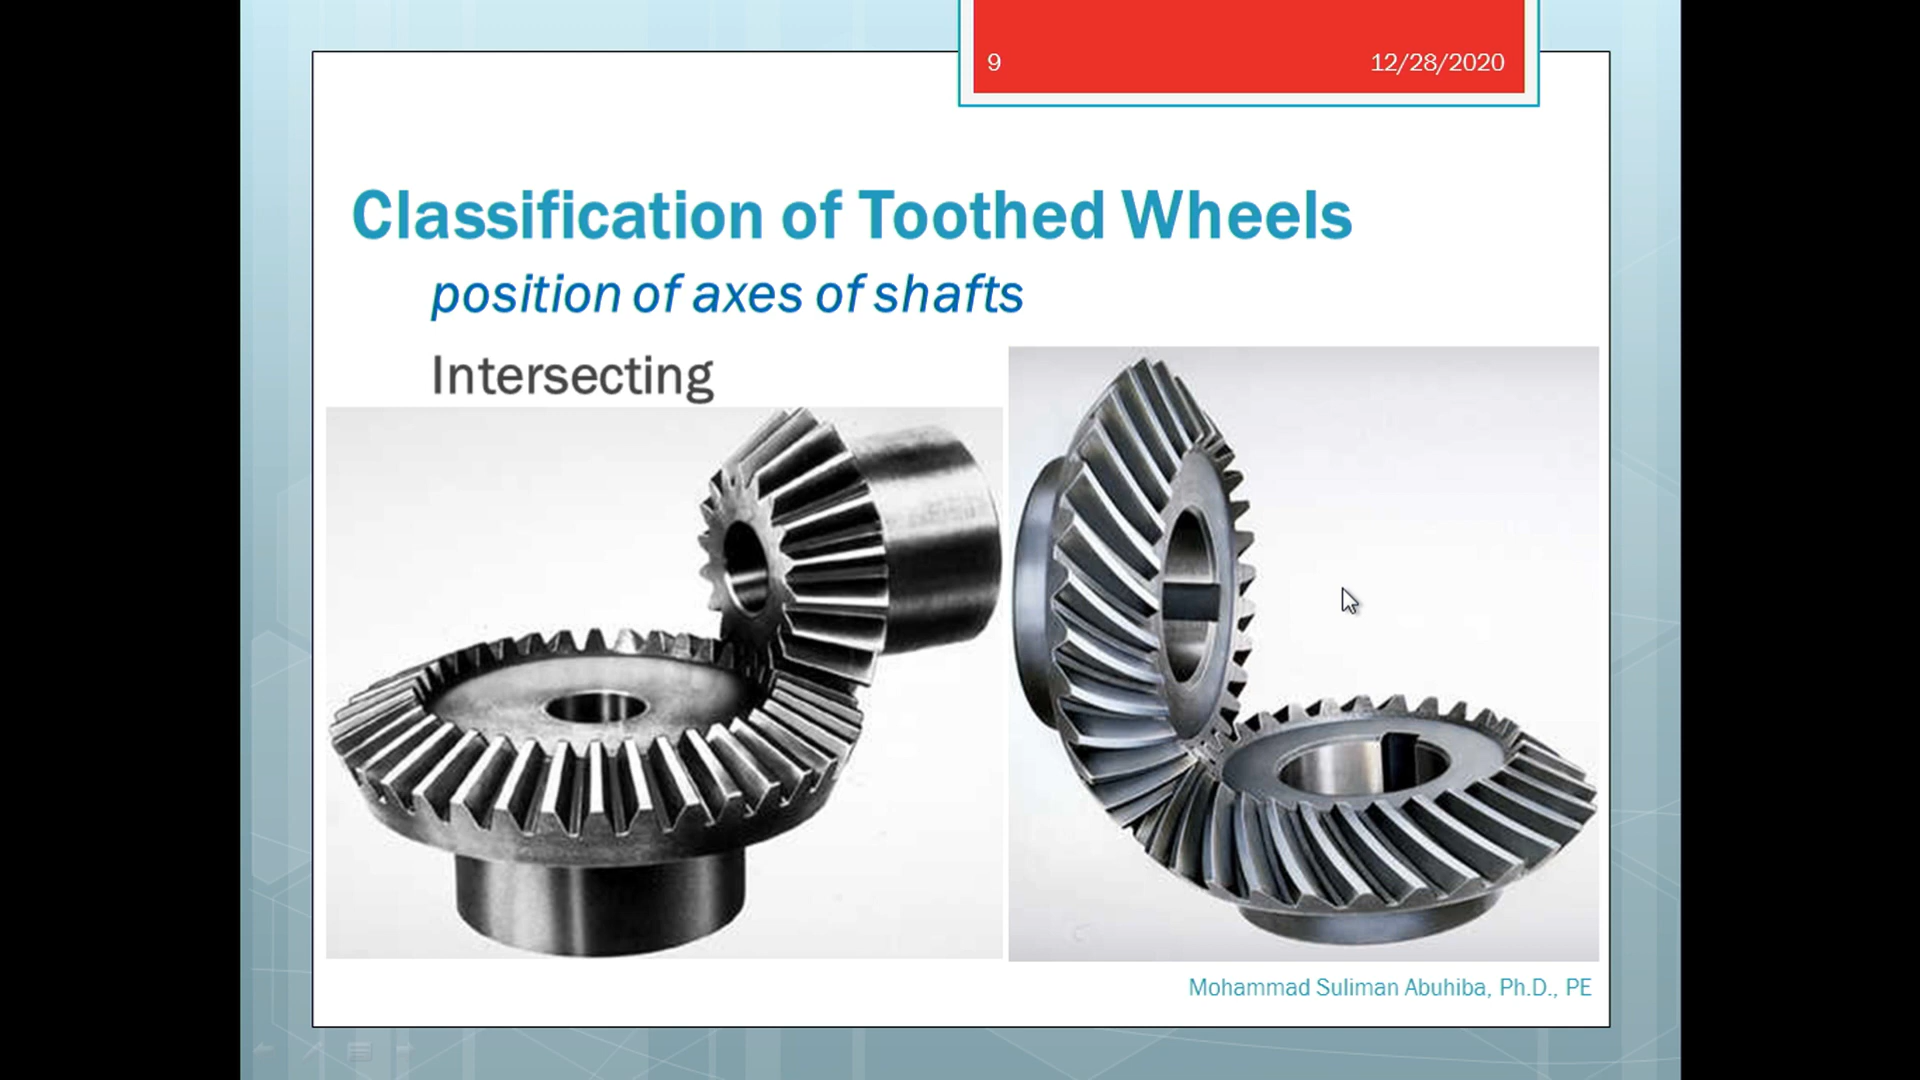 9
12/28/2020
Classification of Toothed Wheels
position of axes of shafts
Intersecting
Mohammad Suliman Abuhiba, Ph.D., PE